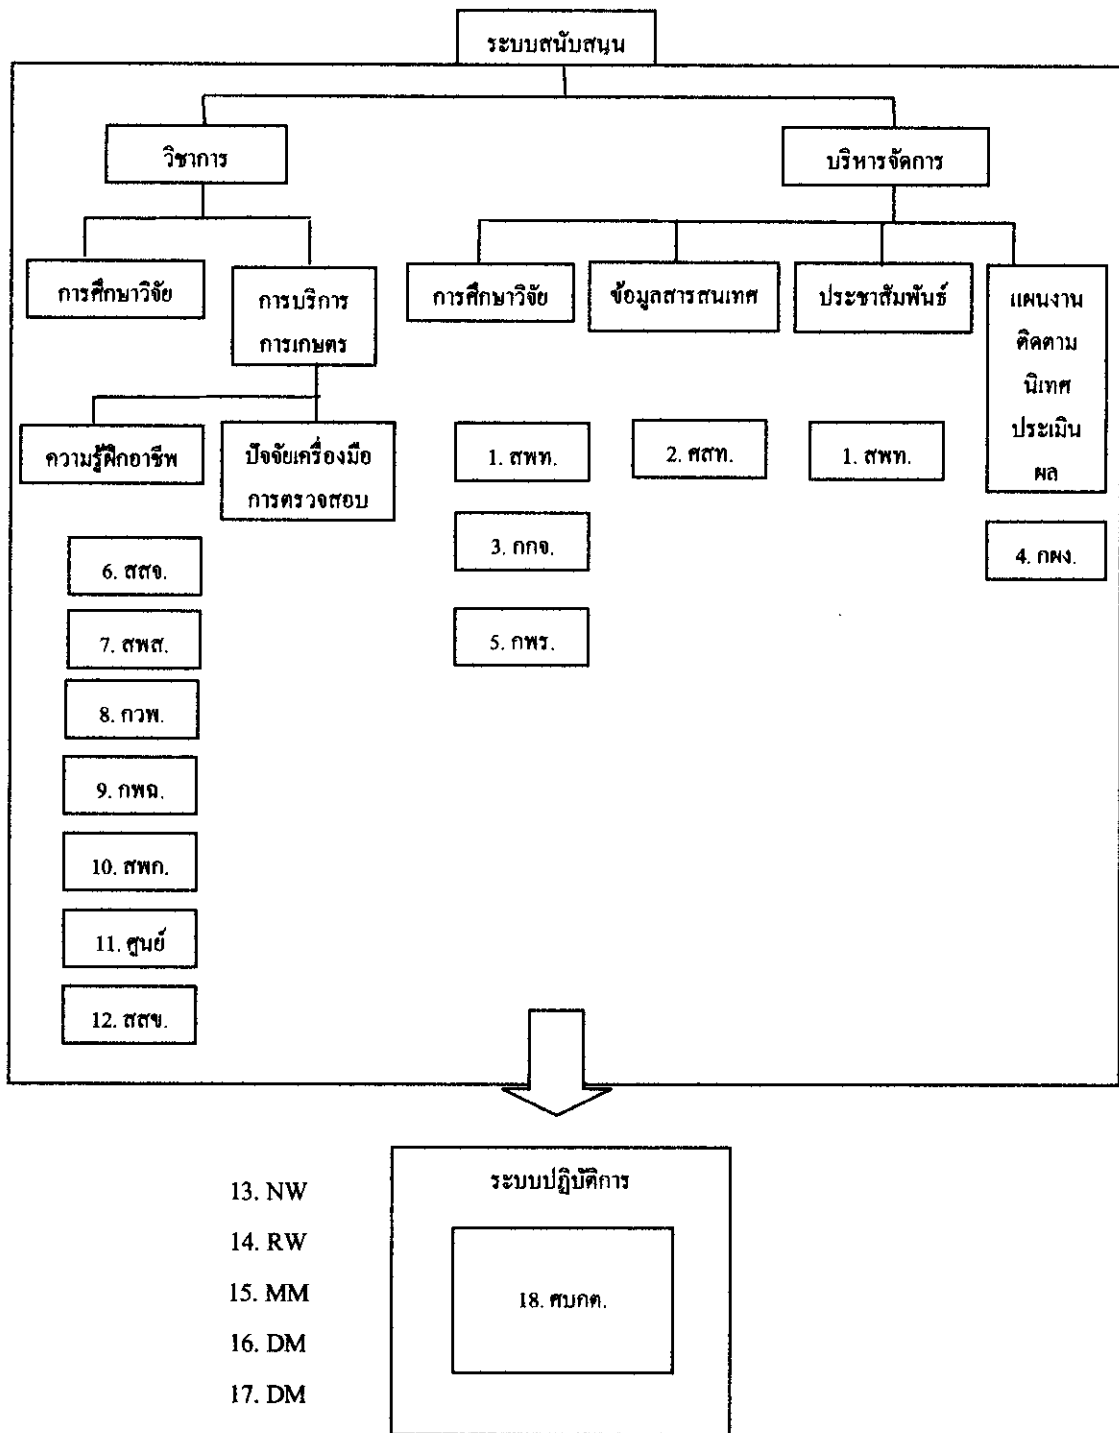 ระบบสนับสนุน
วิชาการ
บริหารจัดการ
การศึกษาวิจัย
การบริการ
การเกษตร
การศึกษาวิจัย
ข้อมูลสารสนเทศ
ประชาสัมพันธ์
แผนงาน
ติดตาม
นิเทศ
ประเมิน
ผล
ความรู้ฝึกอาชีพ
ปัจจัยเครื่องมือ
การตรวจสอบ
1. สพท.
2. ศสท.
1. สพท.
3. กกจ.
4. กผง.
5. กพร.
6. สสจ.
7. สพส.
8. กวพ.
9. กพฉ.
10. สพก.
11. ศูนย์
12. สสข.
13. NW
14. RW
15. MM
16. DM
17. DM
ระบบปฏิบัติการ
18. ศบกต.